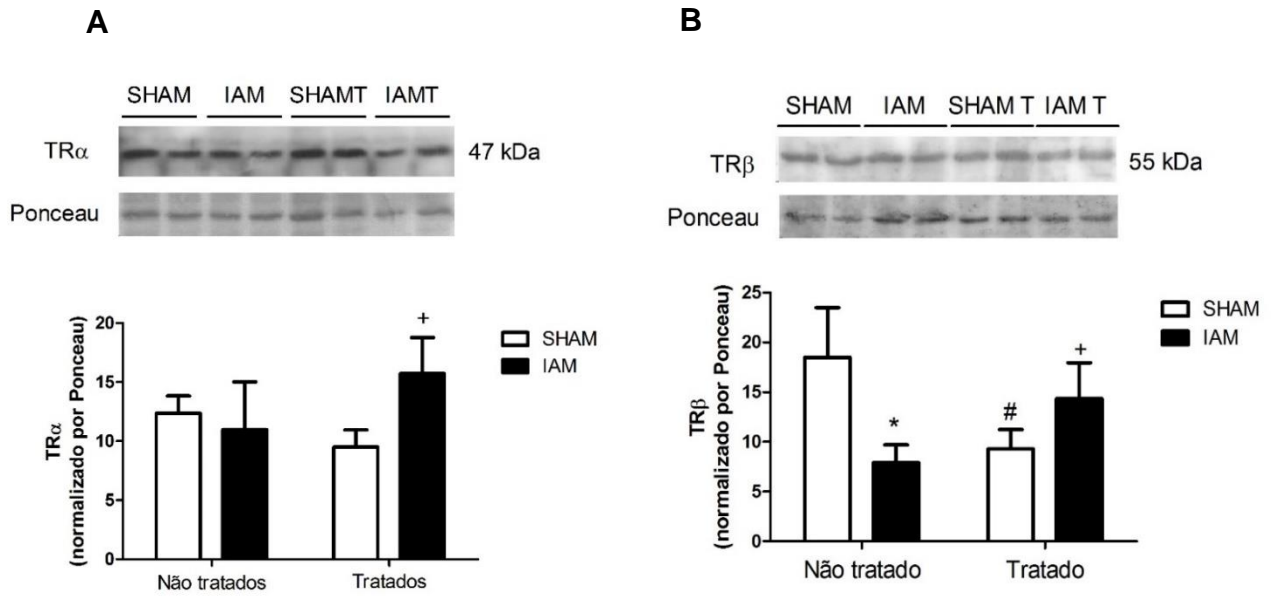 A
SHAM IAM SHAMT IAMT
TRα 47 kDa
Ponceau
TRα
(normalizado por Ponceau)
20
15
10
5
0
+
SHAM
IAM
Não tratados Tratados
B
SHAM IAM SHAM T IAM T
TRβ 55 kDa
Ponceau
TRβ
(normalizado por Ponceau)
25
20
15
10
5
0
*
#
+
SHAM
IAM
Não tratado Tratado